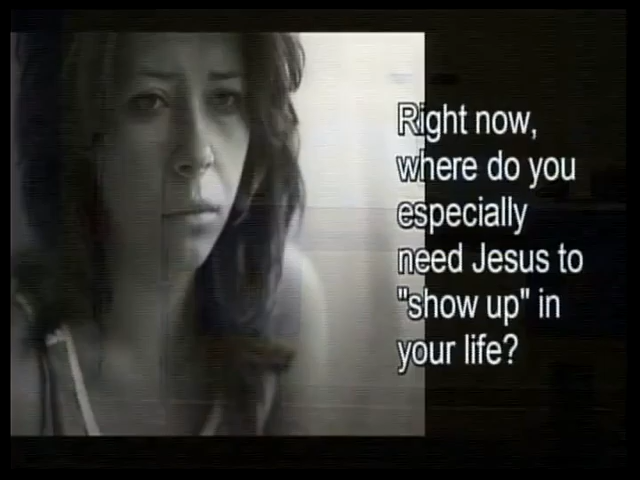 Right now,
where do you
especially
need Jesus to
"show up" in
your life?